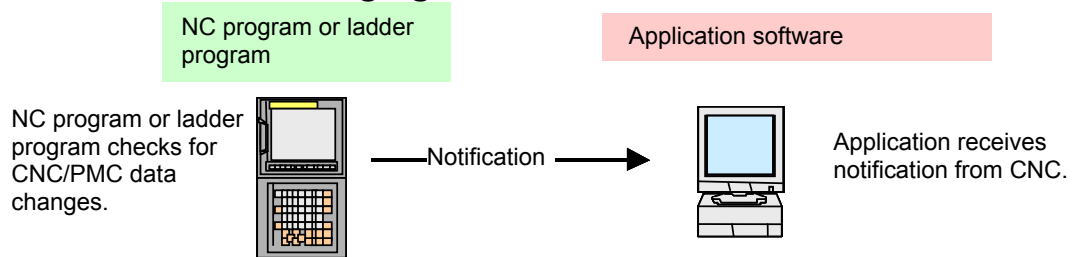 NC program or ladder
program
Application software
NC program or ladder
program checks for
CNC/PMC data
changes.
Notification
Application receives
notification from CNC.